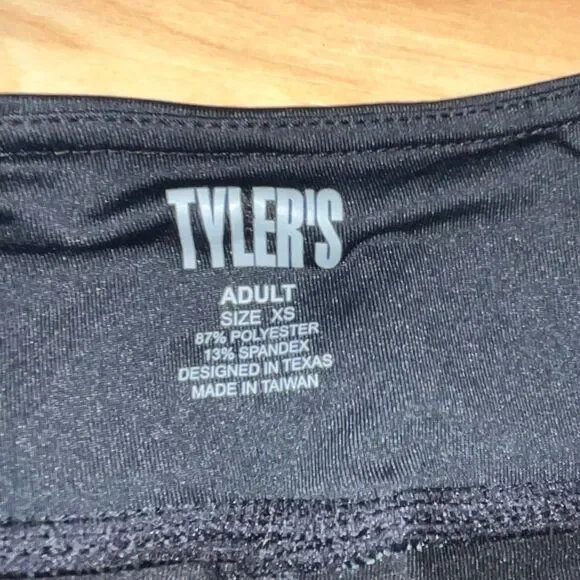 TYLER'S
ADULT
SIZE XS
87% POLYESTER
13% SPANDEX
DESIGNED IN TEXAS
MADE IN TAIWAN